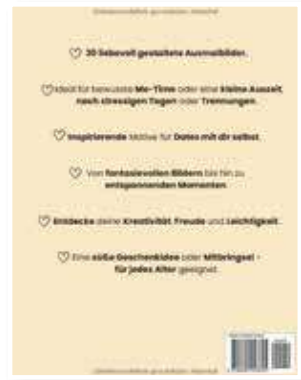 ♡ 30 liebevoll gestaltete Ausmalbilder.
♡ Ideal für bewusste Me-Time oder eine kleine Auszeit
nach stressigen Tagen oder Trennungen.
♡ Inspirierende Motive für Dates mit dir selbst.
♡ Von fantasievollen Bildern bis hin zu
entspannenden Momenten
♡ Entdecke deine Kreativität, Freude und Leichtigkeit.
♡ Eine süße Geschenkidee oder Mitbringsel -
für jedes Alter geeignet.